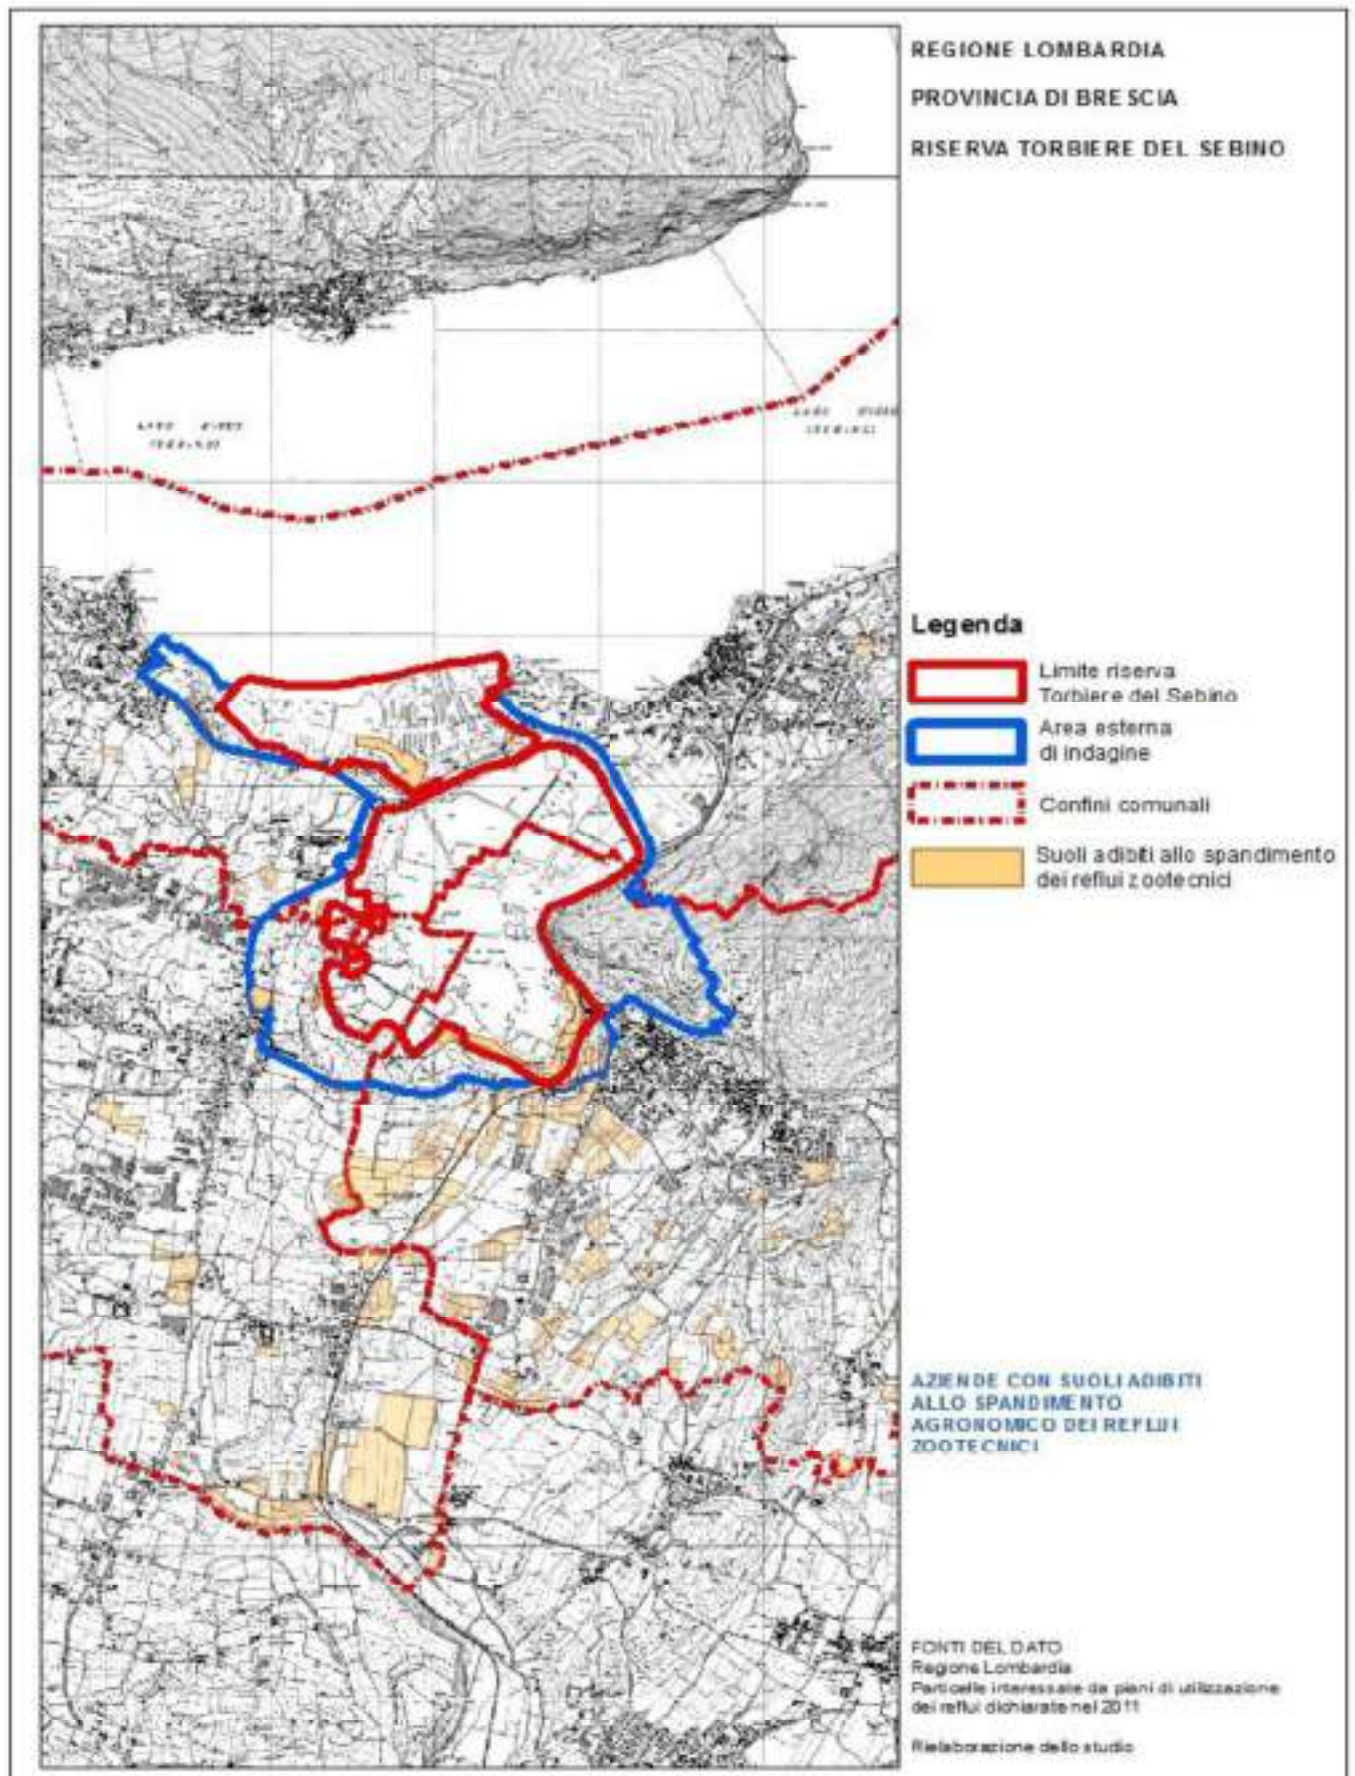 REGIONE LOMBARDIA
PROVINCIA DI BRESCIA
RISERVA TORBIERE DEL SEBINO
Legenda
Limite riserva
Torbiere del Sebino
Area esterna
di indagine
Confini comunali
Suoli adibiti allo spandimento
dei reflui zootecnici
AZIENDE CON SUOLI ADIBITI
ALLO SPANDIMENTO
AGRONOMICO DEI REFLUI
ZOOTECNICI
FONTI DEL DATO
Regione Lombardia
Particelle interessate da piani di utilizzazione
dei reflui dichiarate nel 2011
Rielaborazione dello studio